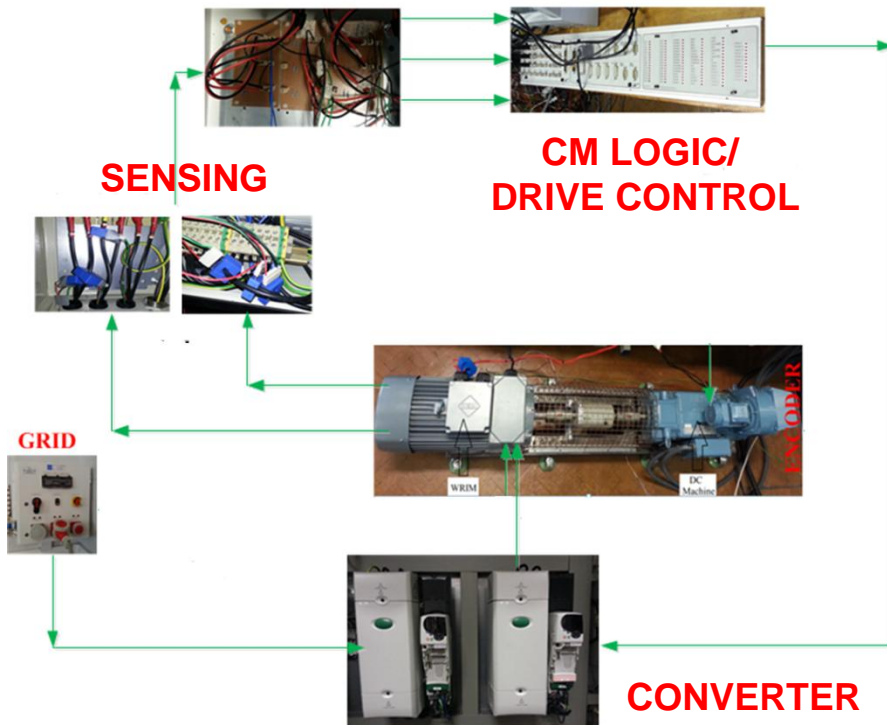 SENSING
CM LOGIC/
DRIVE CONTROL
GRID
WRIM
DC
Machine
ENCODER
CONVERTER